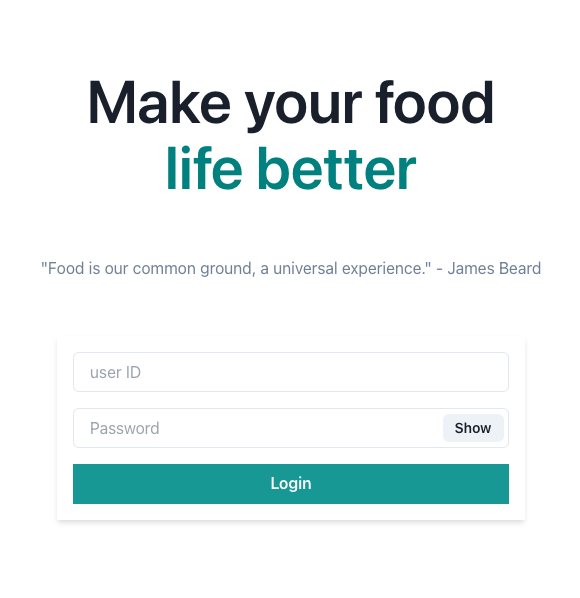 Make your food
life better
"Food is our common ground, a universal experience." - James Beard
user ID
Password
Show
Login